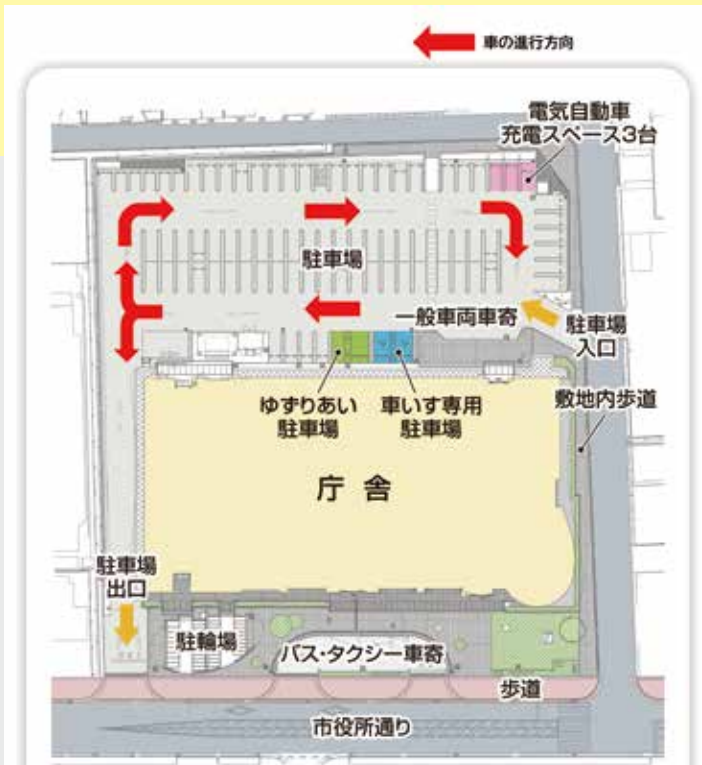 車の進行方向
電気自動車
充電スペース3台
駐車場
一般車両車寄
駐車場
入口
ゆずりあい
駐車場
車いす専用
駐車場
敷地内歩道
庁舎
駐車場
出口
駐輪場
バス・タクシー車寄
歩道
市役所通り